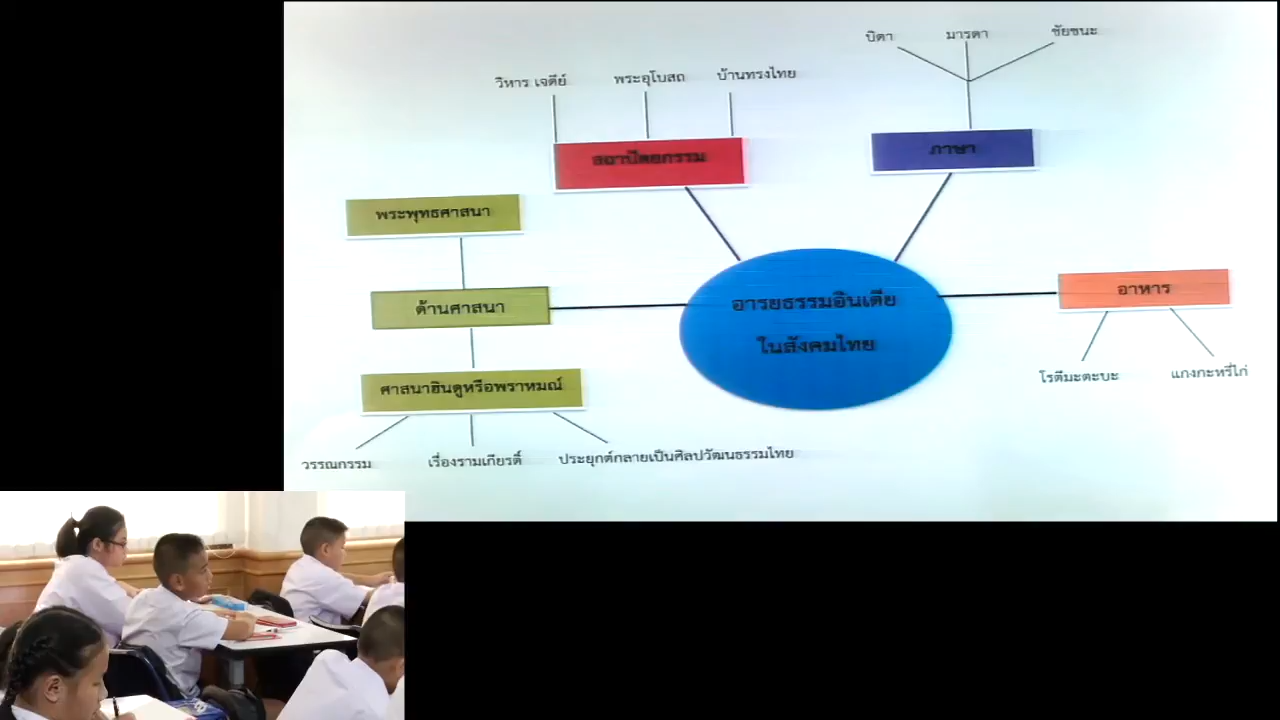 บิดา
มารดา
ชัยชนะ
วิหาร เจดีย์
พระอุโบสถ
บ้านทรงไทย
สถาปัตยกรรม
ภาษา
พระพุทธศาสนา
ด้านศาสนา
อารยธรรมอินเดีย
ในสังคมไทย
อาหาร
ศาสนาฮินดูหรือพราหมณ์
โรตีมะตะบะ
แกงกะหรี่ไก่
วรรณกรรม
เรื่องรามเกียรติ์
ประยุกต์กลายเป็นศิลปวัฒนธรรมไทย